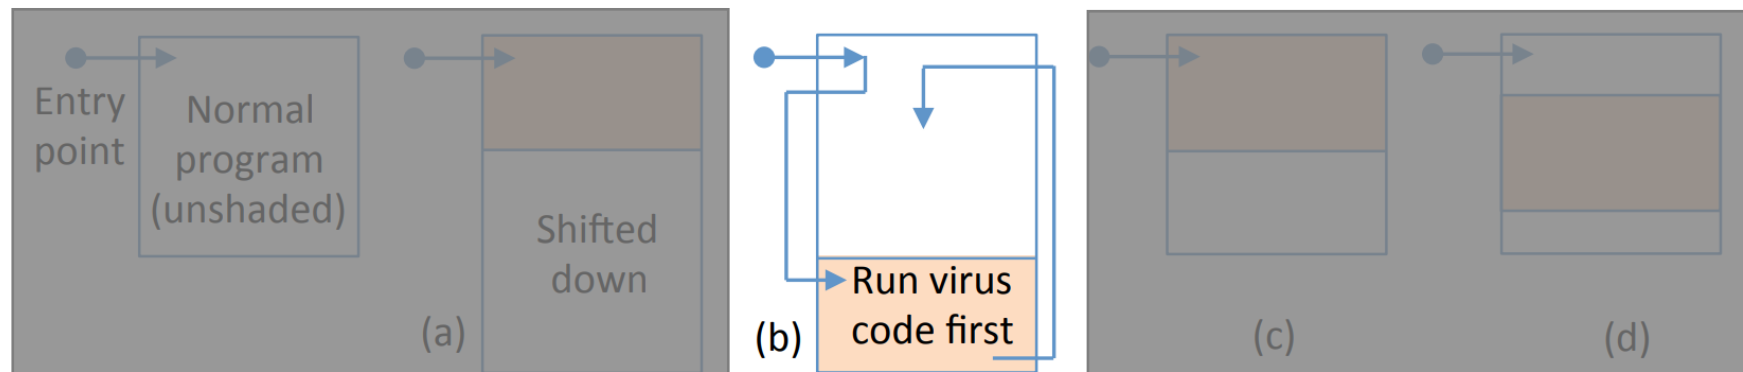 Entry
point
Normal
program
(unshaded)
Shifted
down
(a)
Run virus
code first
(b)
(c)
(d)